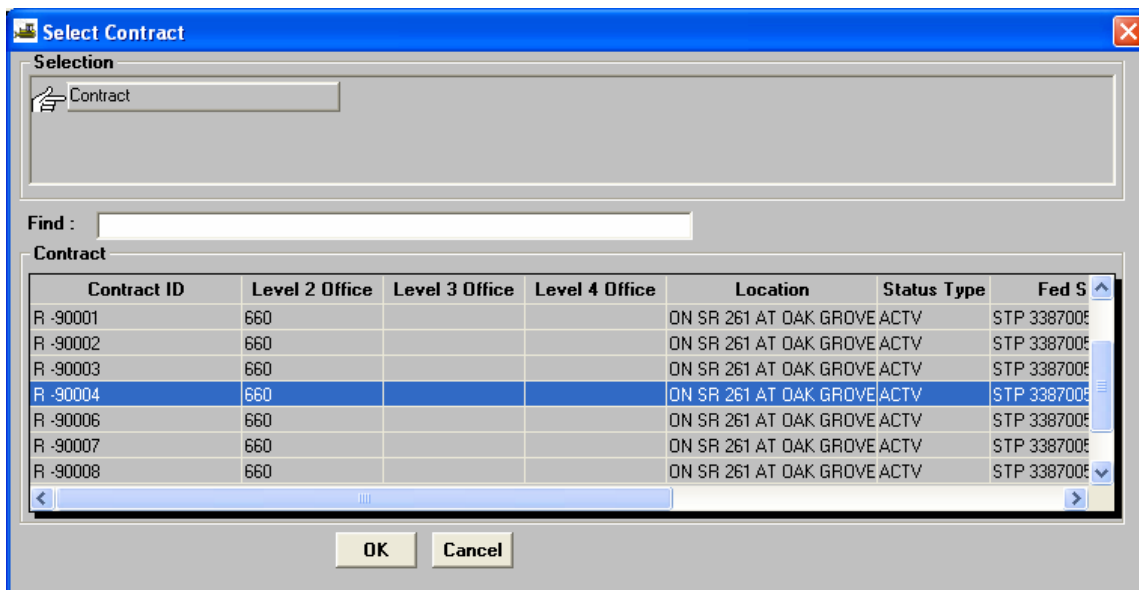 Select Contract
Selection
Contract
Find :
Contract
Contract ID Level 2 Office Level 3 Office Level 4 Office Location Status Type Fed S
R -90001 660 ON SR 261 AT OAK GROVE ACTV STP 3387005
R -90002 660 ON SR 261 AT OAK GROVE ACTV STP 3387005
R -90003 660 ON SR 261 AT OAK GROVE ACTV STP 3387005
R -90004 660 ON SR 261 AT OAK GROVE ACTV STP 3387005
R -90006 660 ON SR 261 AT OAK GROVE ACTV STP 3387005
R -90007 660 ON SR 261 AT OAK GROVE ACTV STP 3387005
R -90008 660 ON SR 261 AT OAK GROVE ACTV STP 3387005
OK Cancel